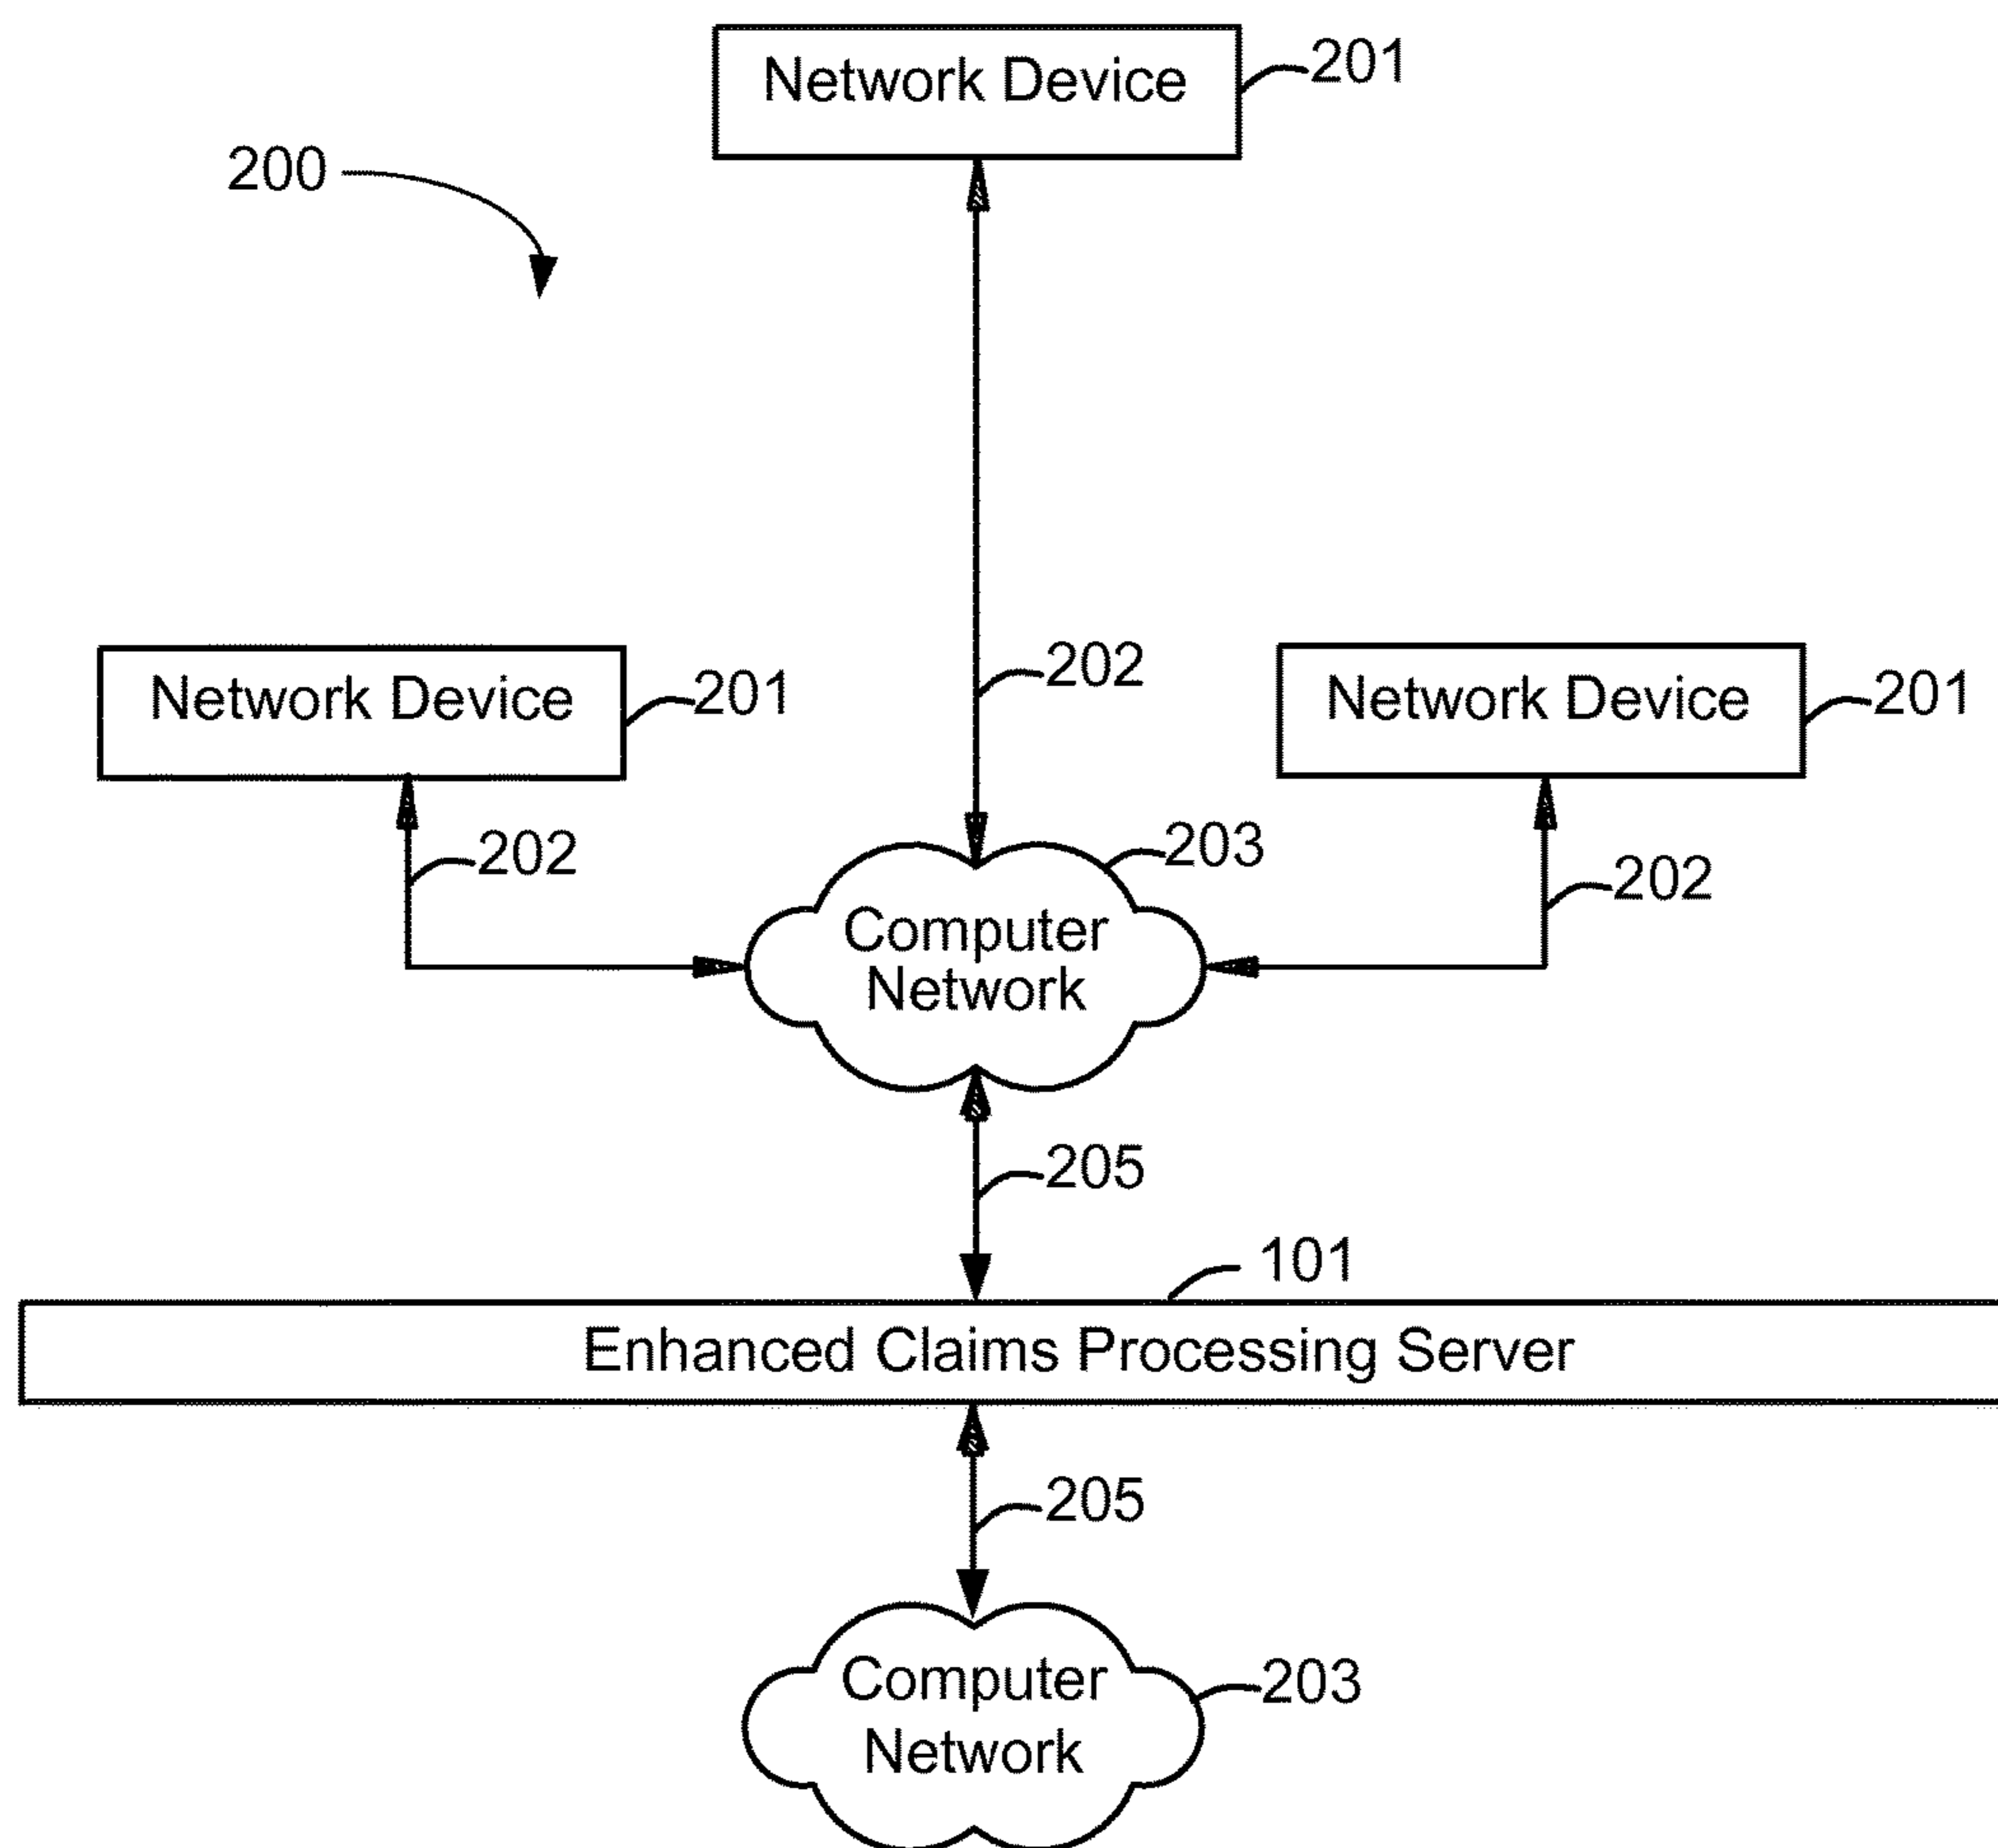 Network Device
201
200
202
Network Device
201
Network Device
201
202
203
202
Computer
Network
205
101
Enhanced Claims Processing Server
205
Computer
Network
203